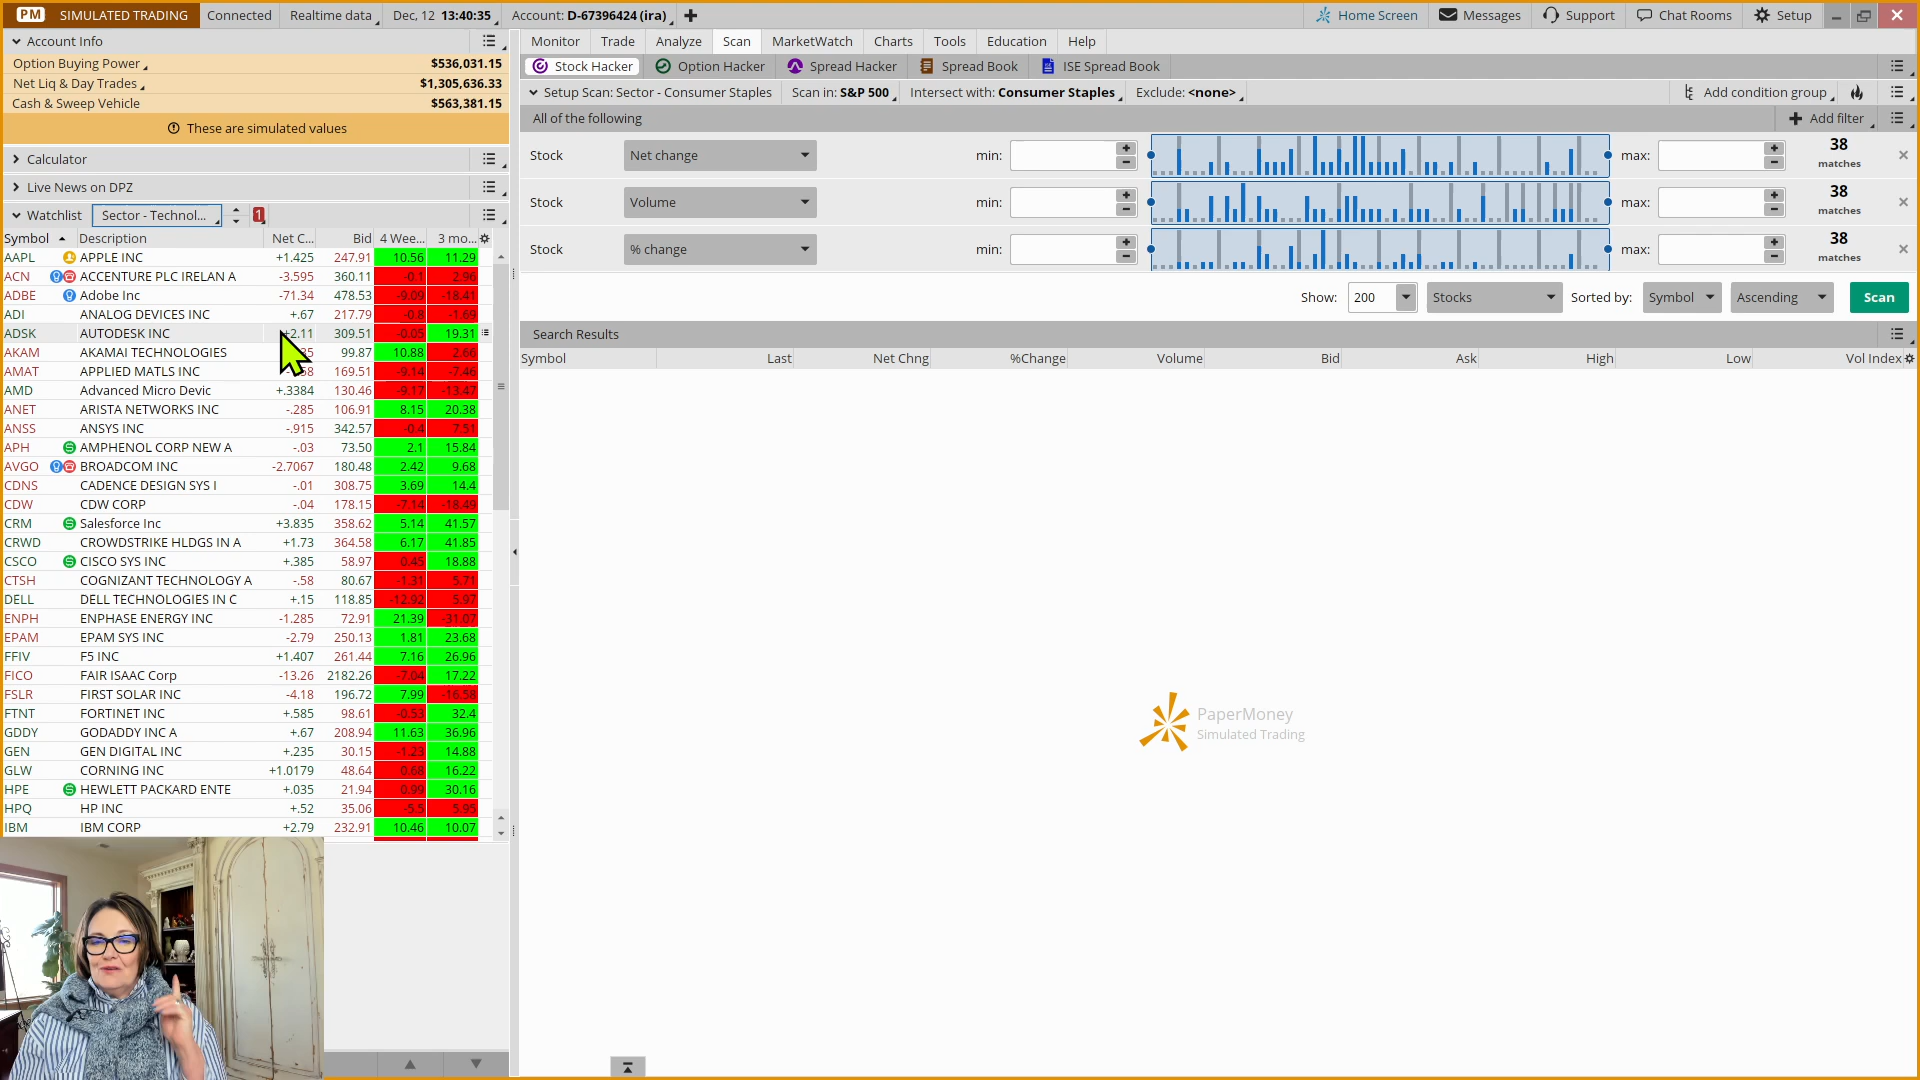 PM SIMULATED TRADING Connected Realtime data Dec, 12 13:40:35 Account: D-67396424 (ira) Home Screen Messages Support Chat Rooms Setup
Account Info
Option Buying Power $536,031.15
Net Liq & Day Trades $1,305,636.33
Cash & Sweep Vehicle $563,381.15
These are simulated values
Calculator
Live News on DPZ
Watchlist Sector - Technol... 1
Symbol Description Net C... Bid 4 Wee... 3 mo...
AAPL APPLE INC +1.425 247.91 10.56 11.29
ACN ACCENTURE PLC IRELAN A -3.595 360.11 -0.1 2.96
ADBE Adobe Inc -71.34 478.53 -9.09 -18.41
ADI ANALOG DEVICES INC +.67 217.79 -0.8 -1.69
ADSK AUTODESK INC +2.11 309.51 -0.05 19.31
AKAM AKAMAI TECHNOLOGIES 99.87 10.88 2.66
AMAT APPLIED MATLS INC 169.51 -9.14 -7.46
AMD Advanced Micro Devic +.3384 130.46 -9.17 -13.47
ANET ARISTA NETWORKS INC -.285 106.91 8.15 20.38
ANSS ANSYS INC -.915 342.57 -0.4 7.51
APH AMPHENOL CORP NEW A -.03 73.50 2.1 15.84
AVGO BROADCOM INC -2.7067 180.48 2.42 9.68
CDNS CADENCE DESIGN SYS I -.01 308.75 3.69 14.4
CDW CDW CORP -.04 178.15 -7.14 -18.49
CRM Salesforce Inc +3.835 358.62 5.14 41.57
CRWD CROWDSTRIKE HLDGS IN A +1.73 364.58 6.17 41.85
CSCO CISCO SYS INC +.385 58.97 0.45 18.88
CTSH COGNIZANT TECHNOLOGY A -.58 80.67 -1.31 5.71
DELL DELL TECHNOLOGIES IN C +.15 118.85 -12.92 5.97
ENPH ENPHASE ENERGY INC -1.285 72.91 21.39 -31.07
EPAM EPAM SYS INC -2.79 250.13 1.81 23.68
FFIV F5 INC +1.407 261.44 7.16 26.96
FICO FAIR ISAAC Corp -13.26 2182.26 -7.04 17.22
FSLR FIRST SOLAR INC -4.18 196.72 7.99 -16.58
FTNT FORTINET INC +.585 98.61 -0.53 32.4
GDDY GODADDY INC A +.67 208.94 11.63 36.96
GEN GEN DIGITAL INC +.235 30.15 -1.23 14.88
GLW CORNING INC +1.0179 48.64 0.68 16.22
HPE HEWLETT PACKARD ENTE +.035 21.94 0.99 30.16
HPQ HP INC +.52 35.06 -5.5 5.95
IBM IBM CORP +2.79 232.91 10.46 10.07
Monitor Trade Analyze Scan MarketWatch Charts Tools Education Help
Stock Hacker Option Hacker Spread Hacker Spread Book ISE Spread Book
Setup Scan: Sector - Consumer Staples Scan in: S&P 500 Intersect with: Consumer Staples Exclude: <none> Add condition group
All of the following Add filter
Stock Net change min: max: 38 matches
Stock Volume min: max: 38 matches
Stock % change min: max: 38 matches
Show: 200 Stocks Sorted by: Symbol Ascending Scan
Search Results
Symbol Last Net Chng %Change Volume Bid Ask High Low Vol Index
PaperMoney
Simulated Trading